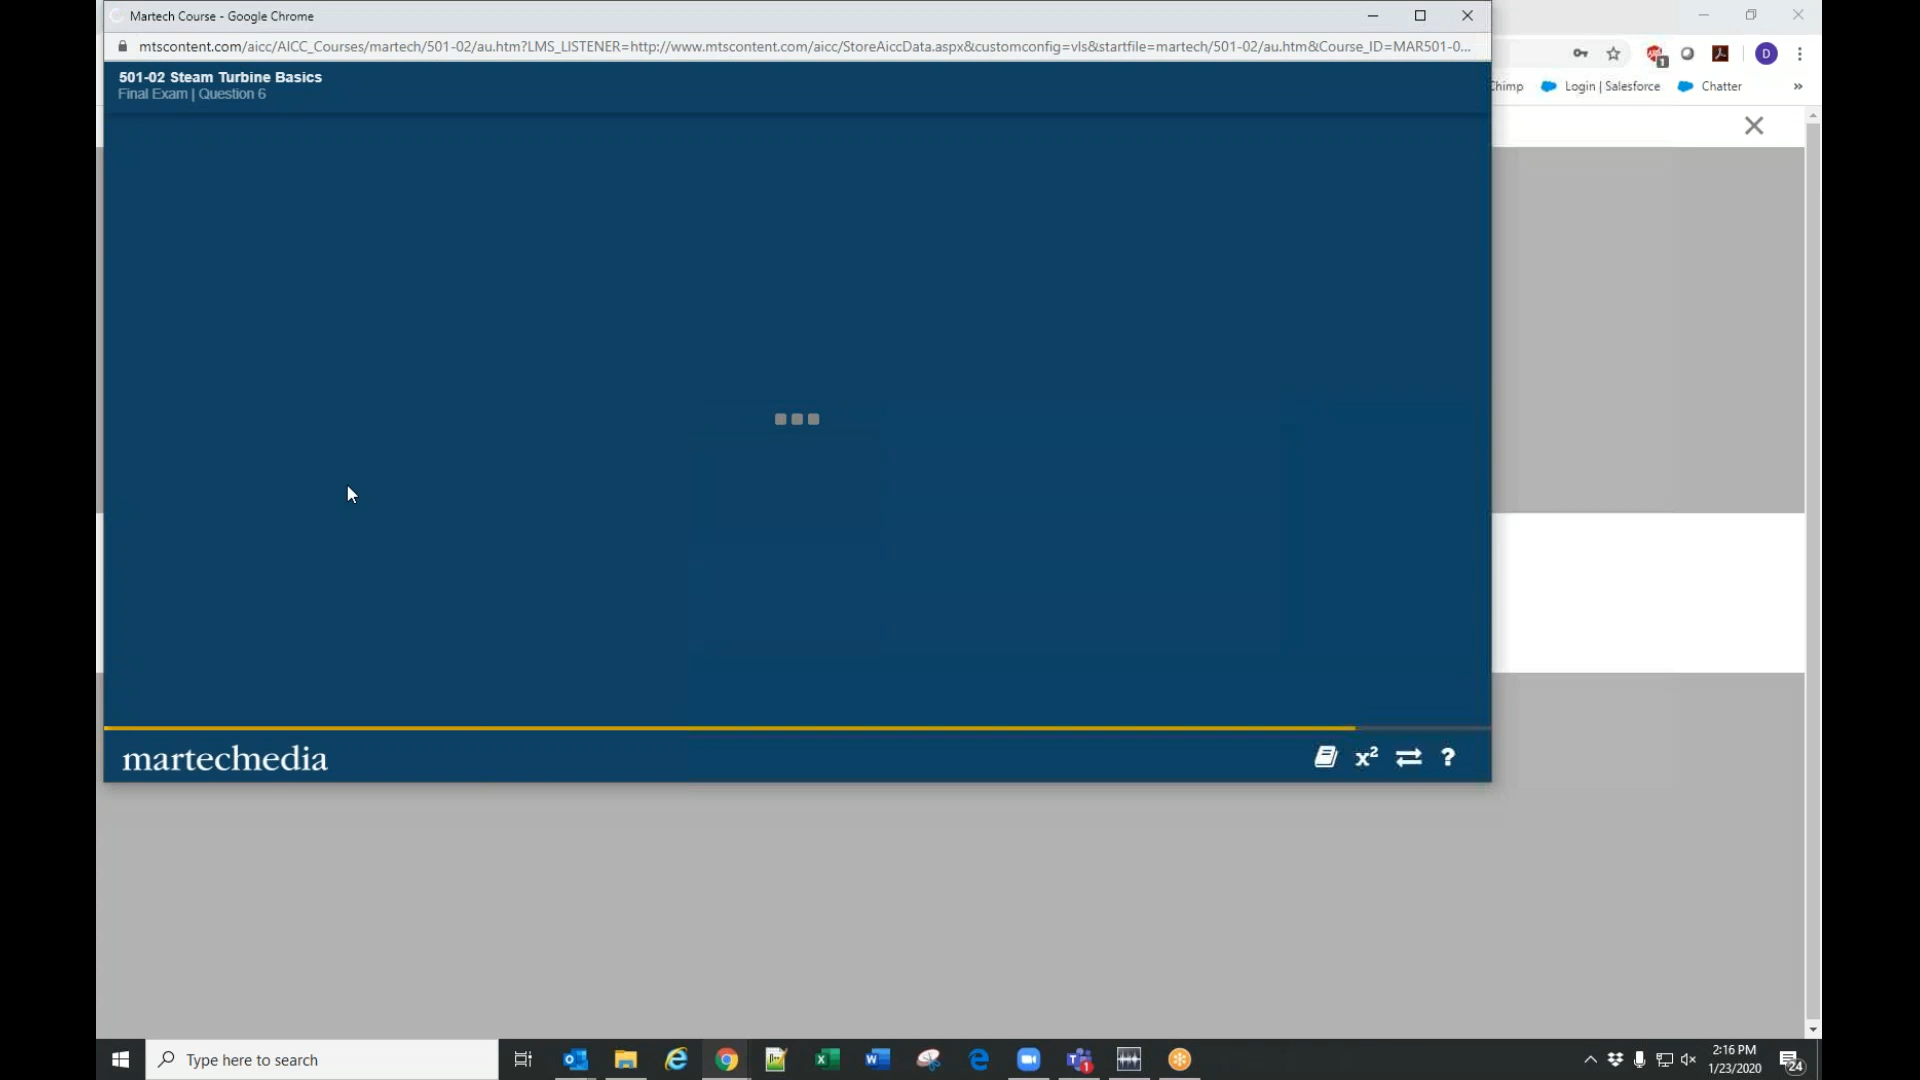 Martech Course - Google Chrome
mtscontent.com/aicc/AICC_Courses/martech/501-02/au.htm?LMS_LISTENER=http://www.mtscontent.com/aicc/StoreAiccData.aspx&customconfig=vls&startfile=martech/501-02/au.htm&Course_ID=MAR501-0...
D
Chimp
Login | Salesforce
Chatter
»
501-02 Steam Turbine Basics
Final Exam | Question 6
martechmedia
x²
?
Type here to search
2:16 PM
1/23/2020
24